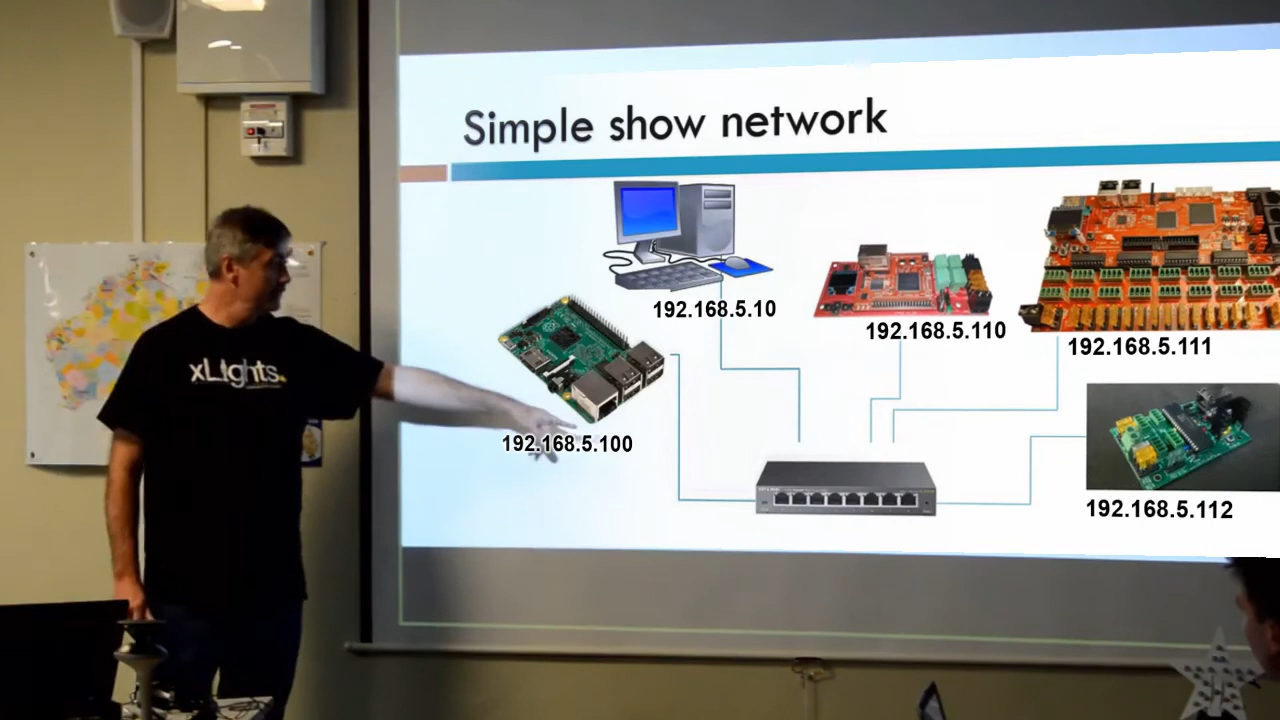 Simple show network
192.168.5.10
192.168.5.110
192.168.5.111
xLights
192.168.5.100
192.168.5.112